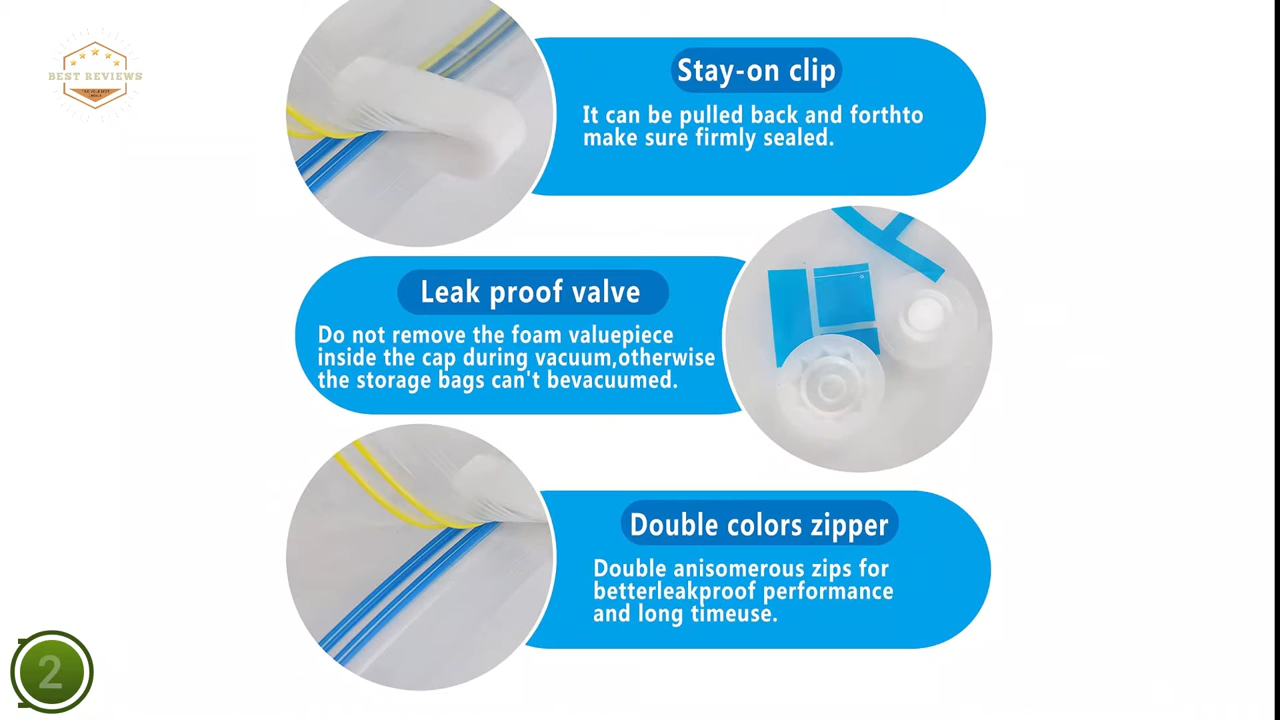 BEST REVIEWS
Stay-on clip
It can be pulled back and forthto
make sure firmly sealed.
Leak proof valve
Do not remove the foam valuepiece
inside the cap during vacuum,otherwise
the storage bags can't bevacuumed.
Double colors zipper
Double anisomerous zips for
betterleakproof performance
and long timeuse.
2